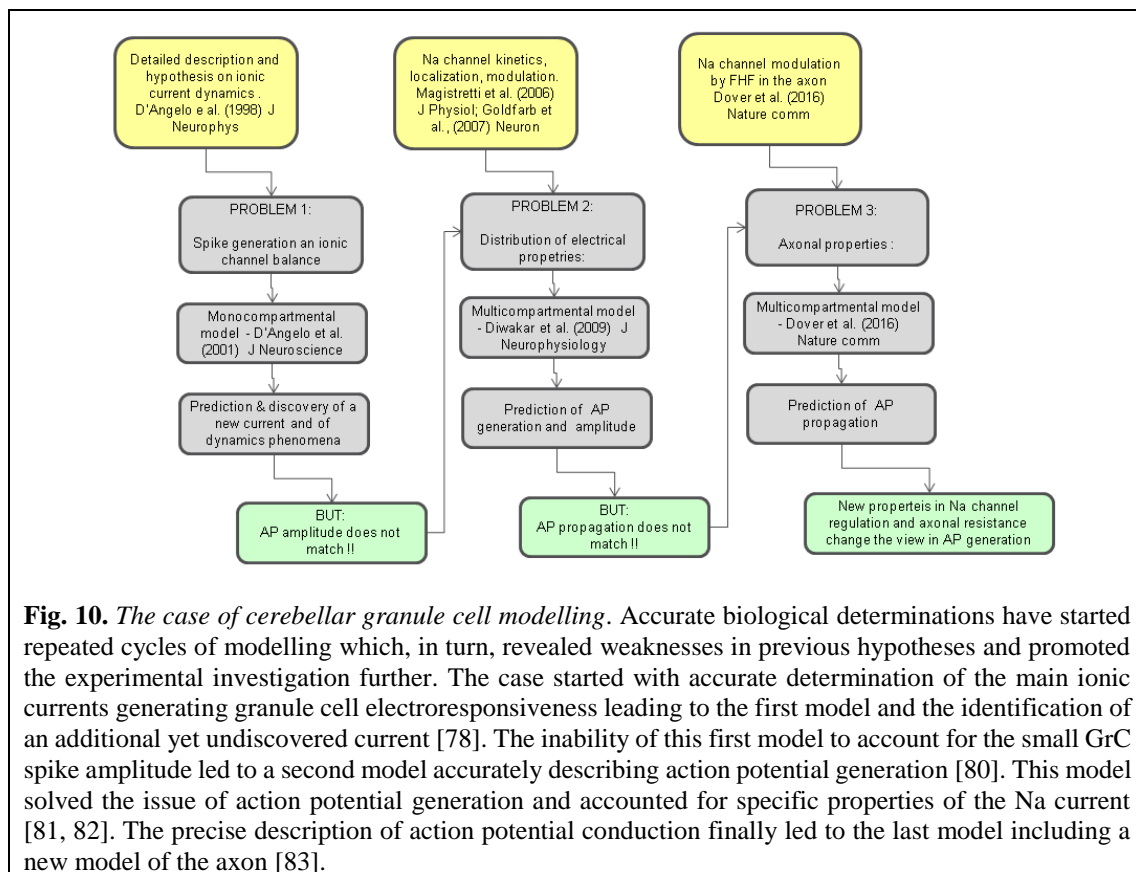 Detailed description and
hypothesis on ionic
current dynamics .
D'Angelo e al. (1998) J
Neurophys
PROBLEM 1:
Spike generation an ionic
channel balance
Monocompartmental
model - D'Angelo et al.
(2001) J Neuroscience
Prediction & discovery of a
new current and of
dynamics phenomena
BUT:
AP amplitude does not
match !!
Na channel kinetics,
localization, modulation.
Magistretti et al. (2006)
J Physiol; Goldfarb et
al., (2007) Neuron
PROBLEM 2:
Distribution of electrical
propetries:
Multicompartmental model
- Diwakar et al. (2009) J
Neurophysiology
Prediction of AP
generation and amplitude
BUT:
AP propagation does not
match !!
Na channel modulation
by FHF in the axon
Dover et al. (2016)
Nature comm
PROBLEM 3:
Axonal properties :
Multicompartmental model
- Dover et al. (2016)
Nature comm
Prediction of AP
propagation
New properteis in Na channel
regulation and axonal resistance
change the view in AP generation
Fig. 10. The case of cerebellar granule cell modelling. Accurate biological determinations have started
repeated cycles of modelling which, in turn, revealed weaknesses in previous hypotheses and promoted
the experimental investigation further. The case started with accurate determination of the main ionic
currents generating granule cell electroresponsiveness leading to the first model and the identification of
an additional yet undiscovered current [78]. The inability of this first model to account for the small GrC
spike amplitude led to a second model accurately describing action potential generation [80]. This model
solved the issue of action potential generation and accounted for specific properties of the Na current
[81, 82]. The precise description of action potential conduction finally led to the last model including a
new model of the axon [83].